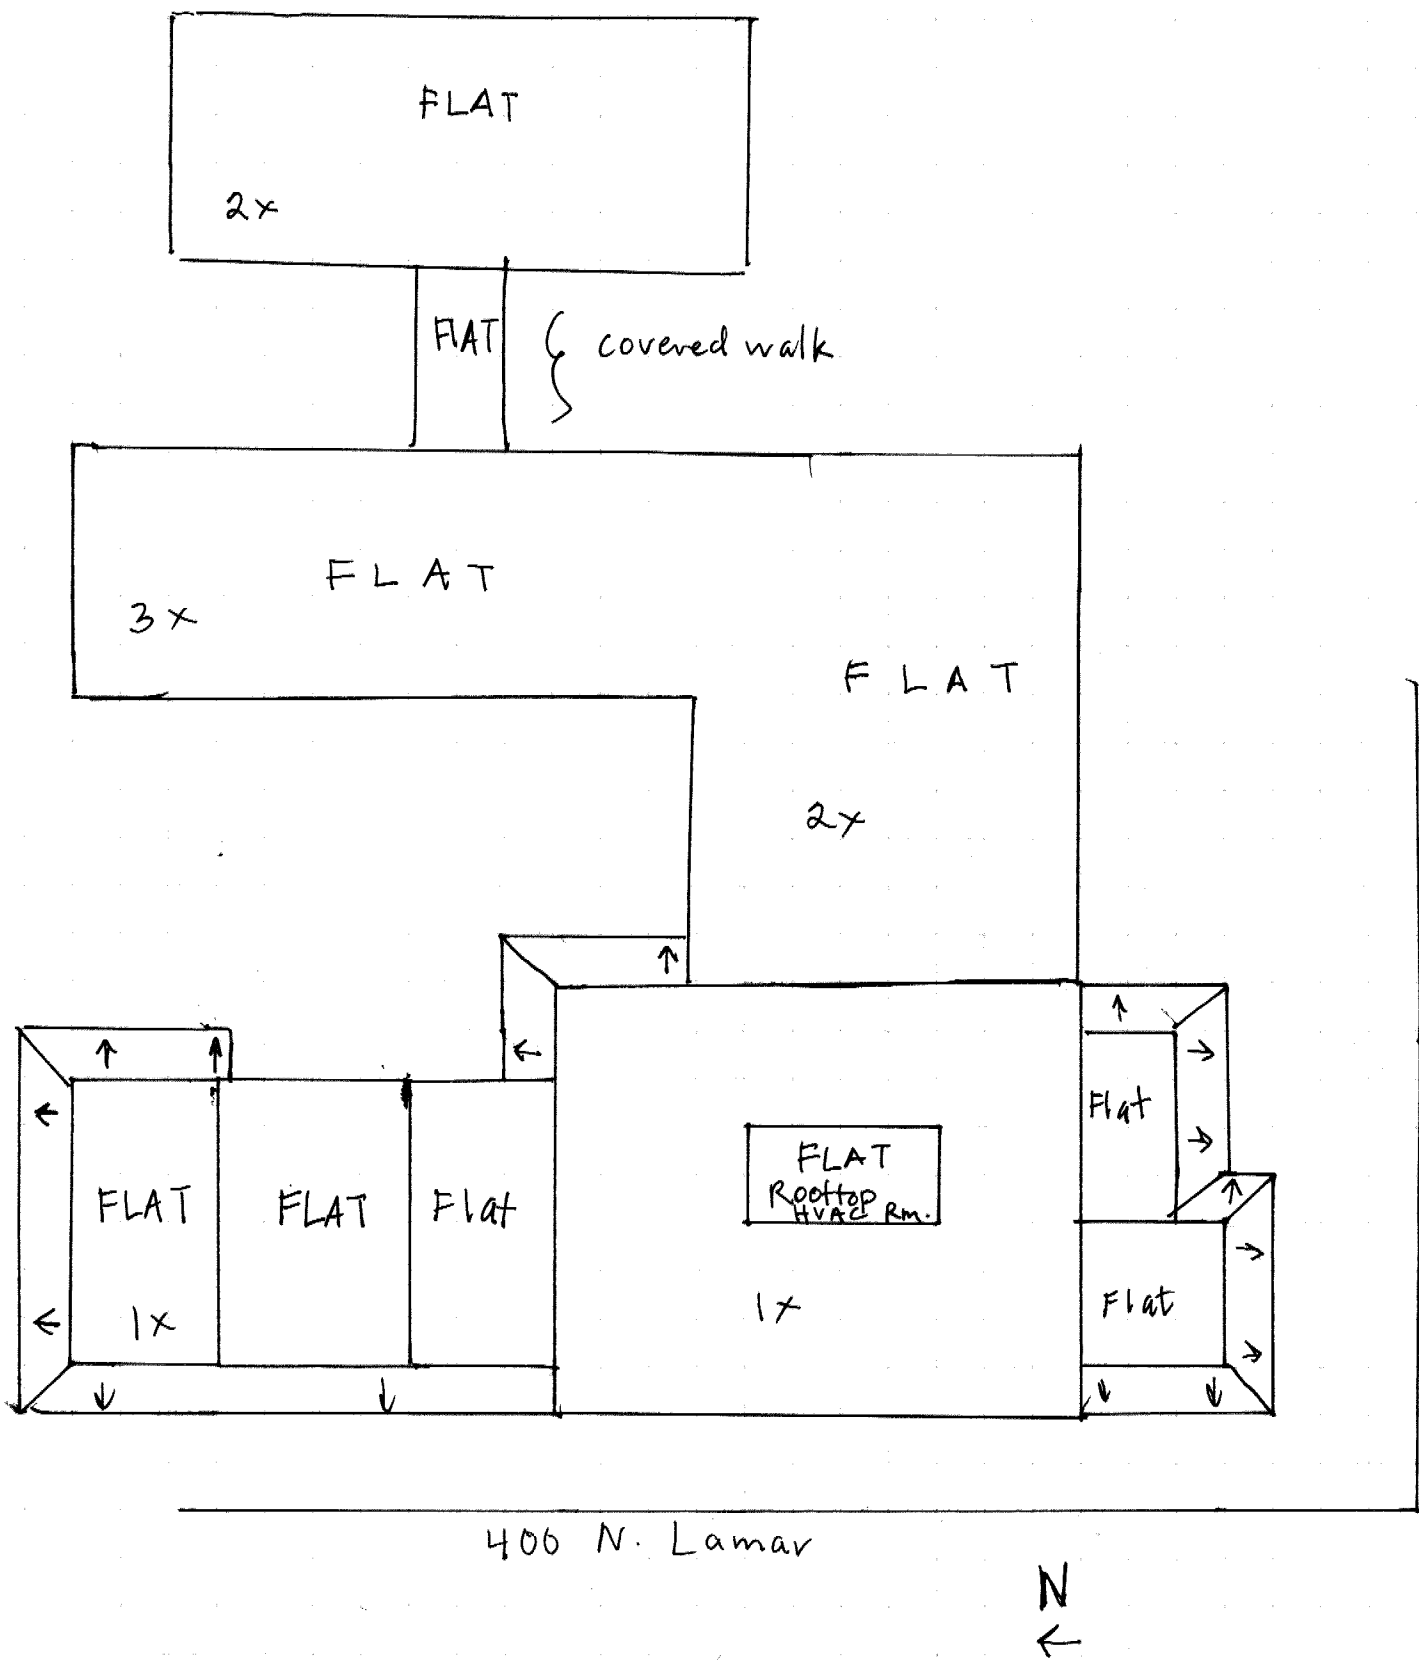 FLAT
2x
FLAT
covered walk
FLAT
3x
FLAT
2x
Flat
FLAT
Rooftop
HVAC Rm.
FLAT
FLAT
Flat
Flat
1x
1x
400 N. Lamar
N